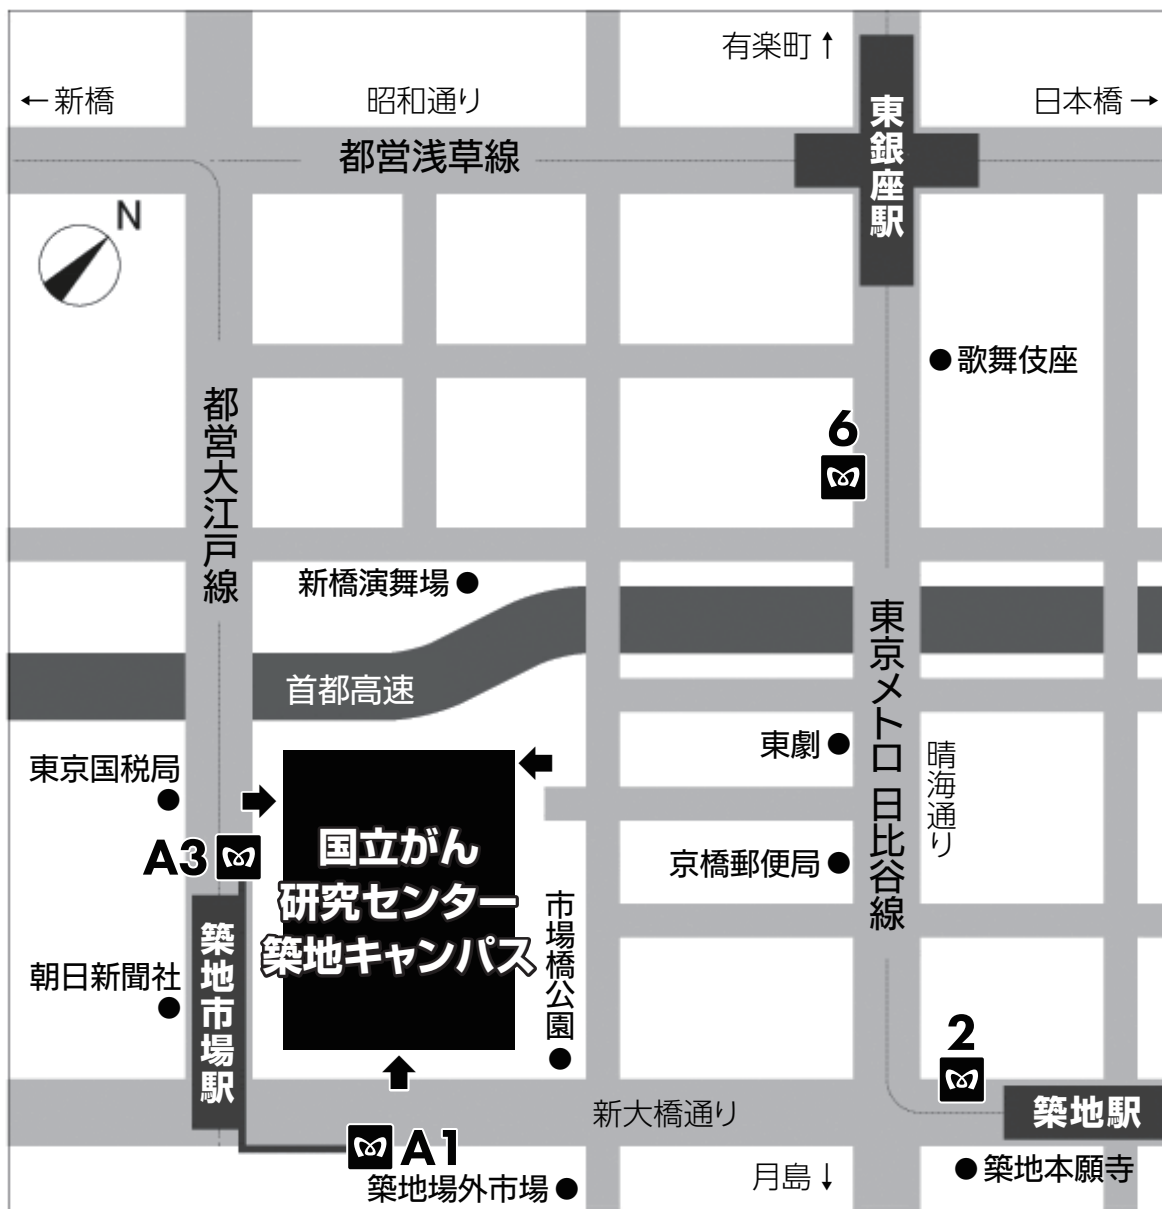 有楽町↑
←新橋
昭和通り
日本橋→
都営浅草線
東銀座駅
N
歌舞伎座
都営大江戸線
6
新橋演舞場
首都高速
東京メトロ 日比谷線
東京国税局
東劇
晴海通り
A3
国立がん
研究センター
築地キャンパス
京橋郵便局
市場橋公園
築地市場駅
朝日新聞社
2
新大橋通り
築地駅
A1
築地場外市場
月島↓
築地本願寺